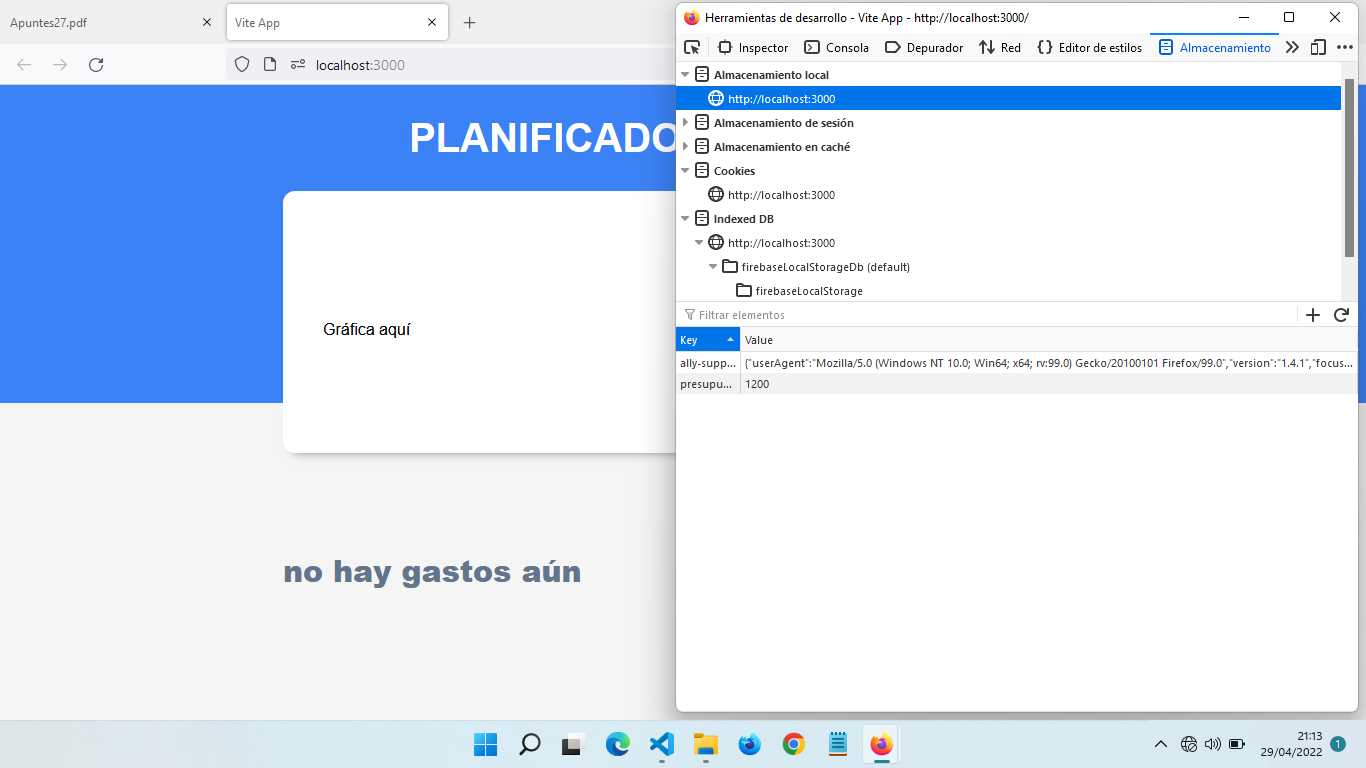 Apuntes27.pdf
Vite App
localhost:3000
PLANIFICADO
Gráfica aquí
no hay gastos aún
Herramientas de desarrollo - Vite App - http://localhost:3000/
Inspector Consola Depurador Red Editor de estilos Almacenamiento
Almacenamiento local
http://localhost:3000
Almacenamiento de sesión
Almacenamiento en caché
Cookies
http://localhost:3000
Indexed DB
http://localhost:3000
firebaseLocalStorageDb (default)
firebaseLocalStorage
Filtrar elementos
Key Value
ally-supp... {"userAgent":"Mozilla/5.0 (Windows NT 10.0; Win64; x64; rv:99.0) Gecko/20100101 Firefox/99.0","version":"1.4.1","focus...
presupu... 1200
21:13
29/04/2022
1